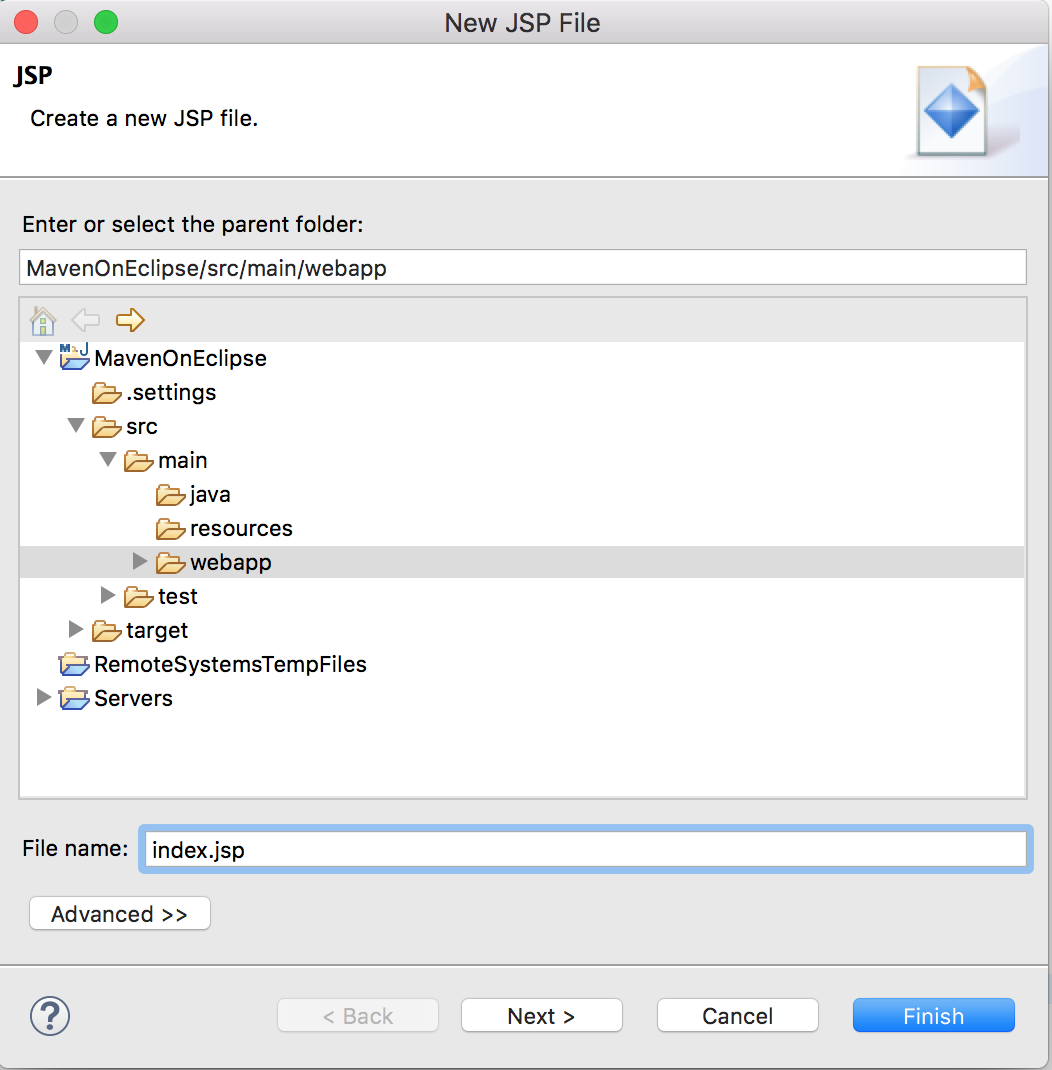 New JSP File
JSP
Create a new JSP file.
Enter or select the parent folder:
MavenOnEclipse/src/main/webapp
MavenOnEclipse
.settings
src
main
java
resources
webapp
test
target
RemoteSystemsTempFiles
Servers
File name: index.jsp
Advanced >>
? < Back Next > Cancel Finish